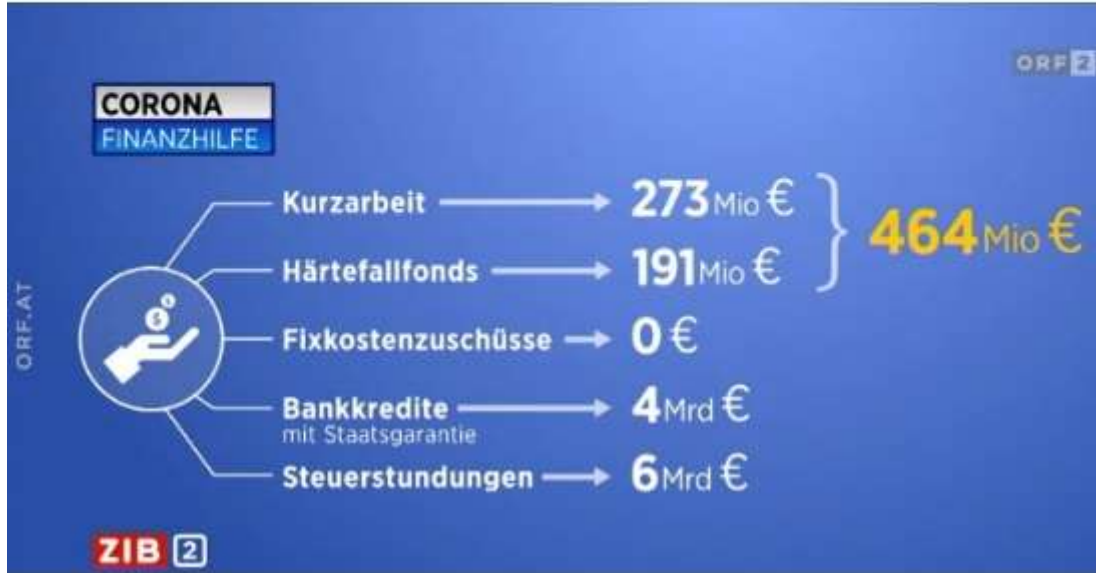 ORF 2
CORONA
FINANZHILFE
Kurzarbeit 273 Mio €
464 Mio €
Härtefallfonds 191 Mio €
Fixkostenzuschüsse 0 €
Bankkredite 4 Mrd €
mit Staatsgarantie
Steuerstundungen 6 Mrd €
ORF.AT
ZIB 2